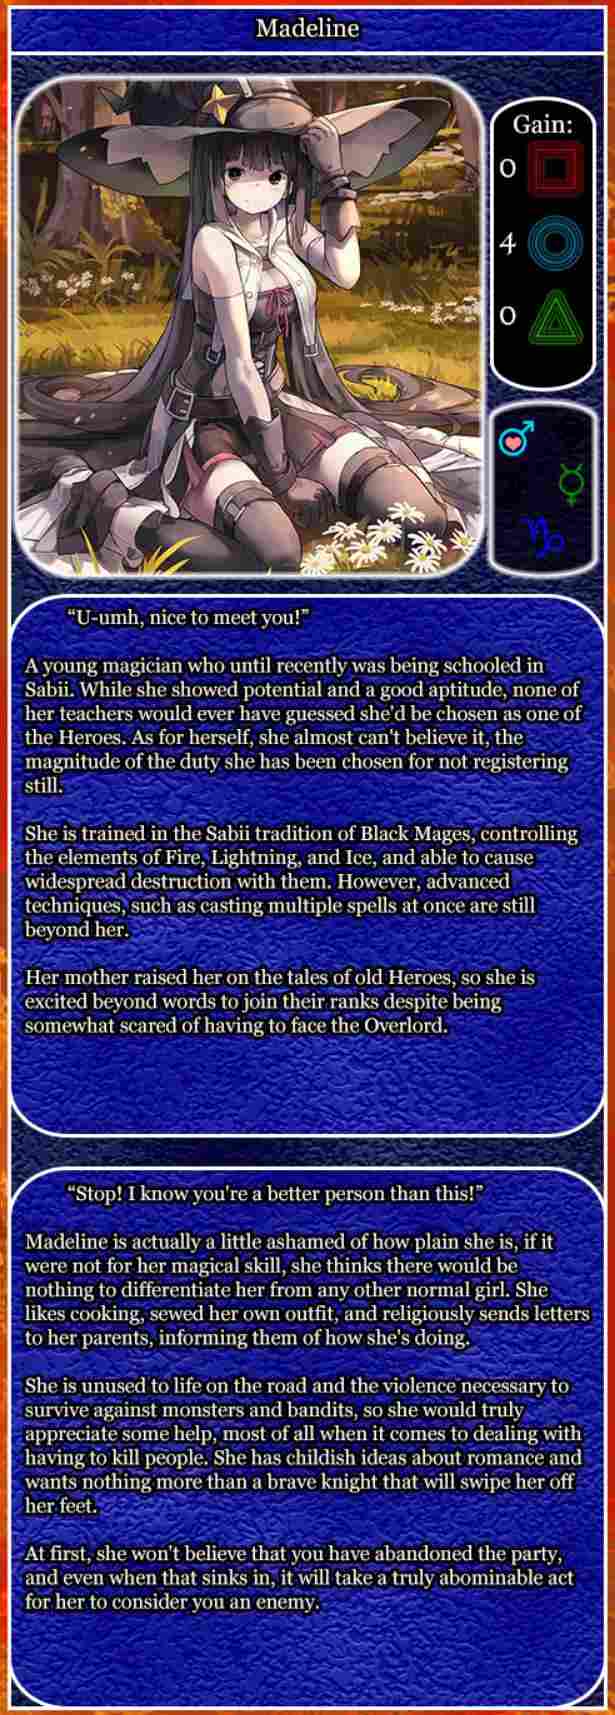 Madeline
Gain:
0
4
0
“U-umh, nice to meet you!”
A young magician who until recently was being schooled in
Sabii. While she showed potential and a good aptitude, none of
her teachers would ever have guessed she'd be chosen as one of
the Heroes. As for herself, she almost can't believe it, the
magnitude of the duty she has been chosen for not registering
still.
She is trained in the Sabii tradition of Black Mages, controlling
the elements of Fire, Lightning, and Ice, and able to cause
widespread destruction with them. However, advanced
techniques, such as casting multiple spells at once are still
beyond her.
Her mother raised her on the tales of old Heroes, so she is
excited beyond words to join their ranks despite being
somewhat scared of having to face the Overlord.
“Stop! I know you're a better person than this!”
Madeline is actually a little ashamed of how plain she is, if it
were not for her magical skill, she thinks there would be
nothing to differentiate her from any other normal girl. She
likes cooking, sewed her own outfit, and religiously sends letters
to her parents, informing them of how she's doing.
She is unused to life on the road and the violence necessary to
survive against monsters and bandits, so she would truly
appreciate some help, most of all when it comes to dealing with
having to kill people. She has childish ideas about romance and
wants nothing more than a brave knight that will swipe her off
her feet.
At first, she won't believe that you have abandoned the party,
and even when that sinks in, it will take a truly abominable act
for her to consider you an enemy.